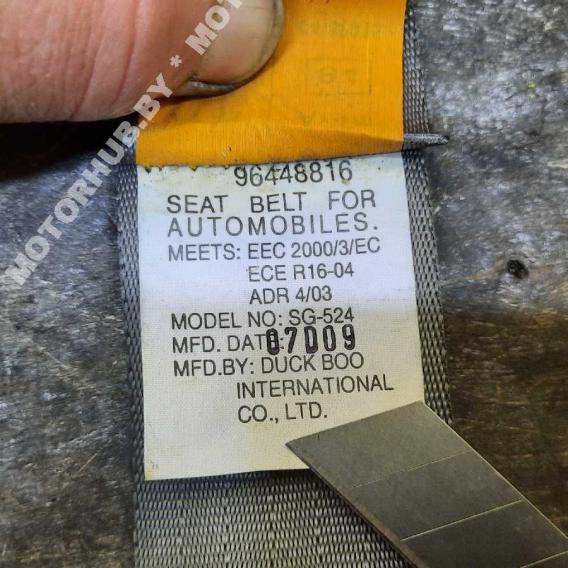 MOTORHUB.BY * MOTOR
96448816
SEAT BELT FOR
AUTOMOBILES.
MEETS: EEC 2000/3/EC
ECE R16-04
ADR 4/03
MODEL NO: SG-524
MFD. DATE: 07D09
MFD.BY: DUCK BOO
INTERNATIONAL
CO., LTD.